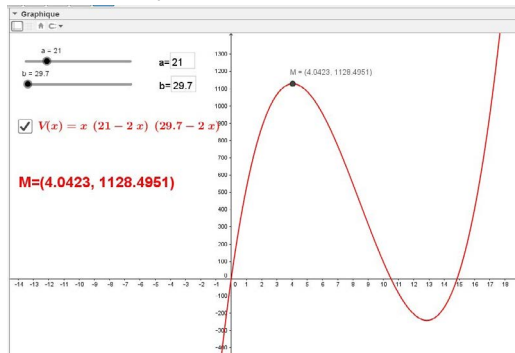 Graphique
a = 21
a= 21
b = 29.7
b= 29.7
V(x) = x (21 − 2 x) (29.7 − 2 x)
M=(4.0423, 1128.4951)
M = (4.0423, 1128.4951)
1300
1200
1100
1000
900
800
700
600
500
400
300
200
100
0
-100
-200
-300
-400
-14 -13 -12 -11 -10 -9 -8 -7 -6 -5 -4 -3 -2 -1 0 1 2 3 4 5 6 7 8 9 10 11 12 13 14 15 16 17 18